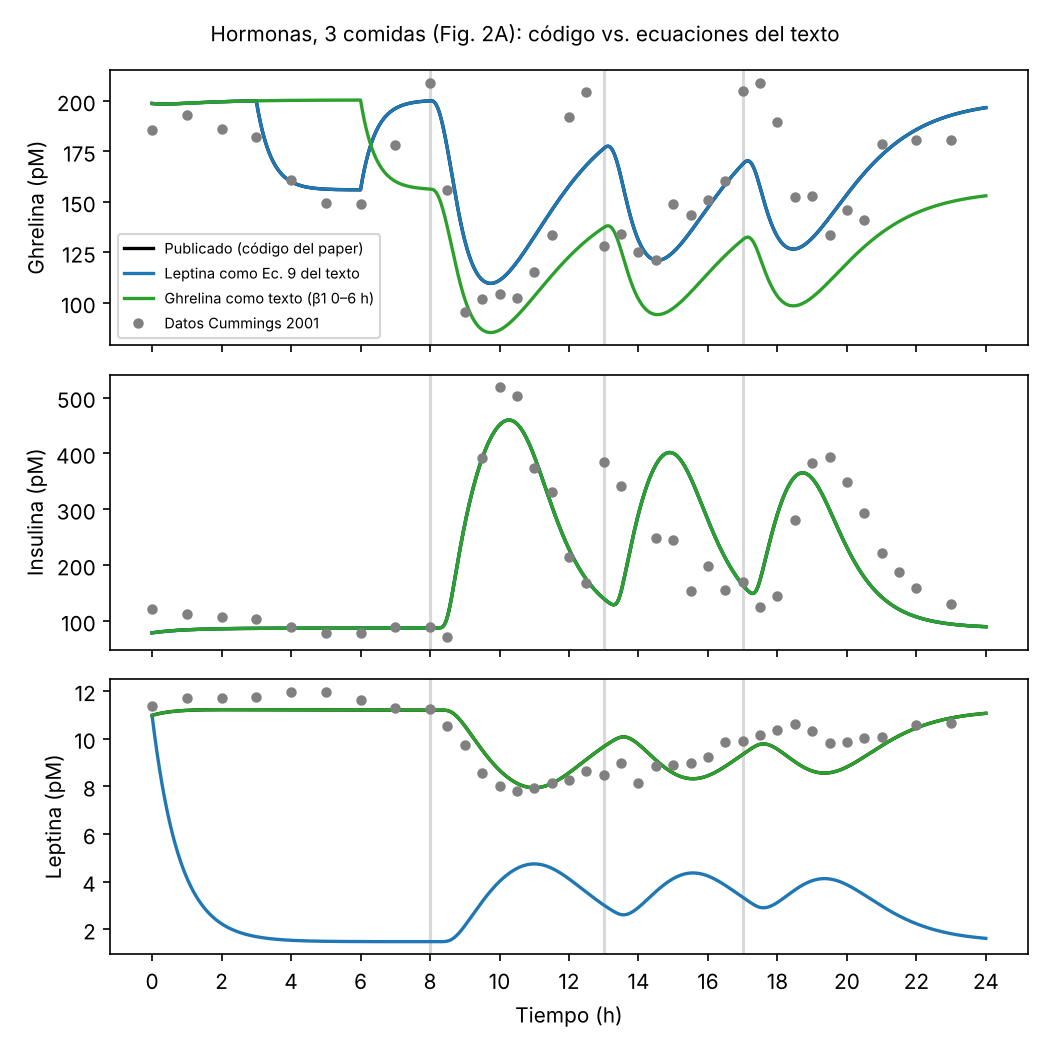 Hormonas, 3 comidas (Fig. 2A): código vs. ecuaciones del texto
Ghrelina (pM)
200
175
150
125
100
Publicado (código del paper)
Leptina como Ec. 9 del texto
Ghrelina como texto (β1 0–6 h)
Datos Cummings 2001
Insulina (pM)
500
400
300
200
100
Leptina (pM)
12
10
8
6
4
2
0 2 4 6 8 10 12 14 16 18 20 22 24
Tiempo (h)